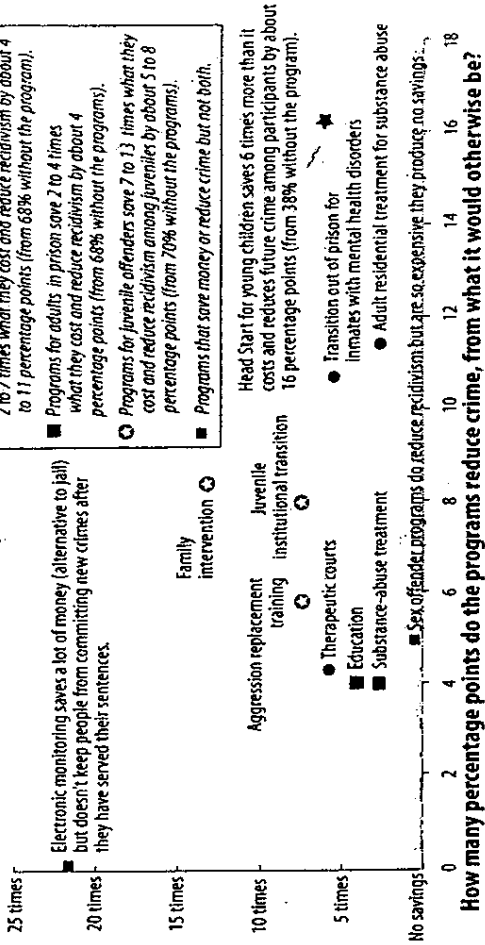 2 to 7 times what they cost and reduce recidivism by about 4
to 11 percentage points (from 68% without the program).
Programs for adults in prison save 2 to 4 times
what they cost and reduce recidivism by about 4
percentage points (from 68% without the programs).
Programs for juvenile offenders save 7 to 13 times what they
cost and reduce recidivism among juveniles by about 5 to 8
percentage points (from 70% without the programs).
Programs that save money or reduce crime but not both.
25 times
20 times
15 times
10 times
5 times
No savings
Electronic monitoring saves a lot of money (alternative to jail)
but doesn't keep people from committing new crimes after
they have served their sentences.
Family
intervention
Aggression replacement
training
Juvenile
institutional transition
Head Start for young children saves 6 times more than it
costs and reduces future crime among participants by about
16 percentage points (from 38% without the program).
Therapeutic courts
Education
Substance-abuse treatment
Transition out of prison for
inmates with mental health disorders
Adult residential treatment for substance abuse
Sex offender programs do reduce recidivism but are so expensive they produce no savings.
0 2 4 6 8 10 12 14 16 18
How many percentage points do the programs reduce crime, from what it would otherwise be?